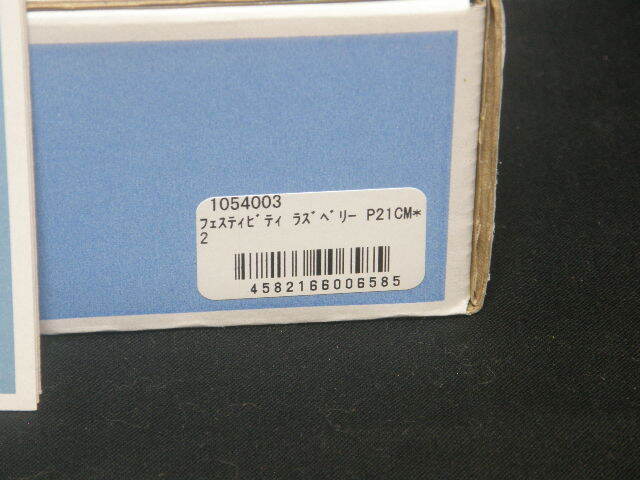 1054003
ﾌｪｽﾃｨﾋﾞﾃｨ ﾗｽﾞﾍﾞﾘｰ P21CM*
2
4582166006585